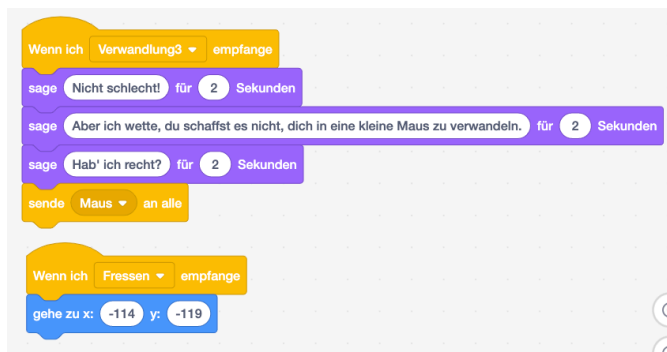 Wenn ich Verwandlung3 empfange
sage Nicht schlecht! für 2 Sekunden
sage Aber ich wette, du schaffst es nicht, dich in eine kleine Maus zu verwandeln. für 2 Sekunden
sage Hab' ich recht? für 2 Sekunden
sende Maus an alle
Wenn ich Fressen empfange
gehe zu x: -114 y: -119